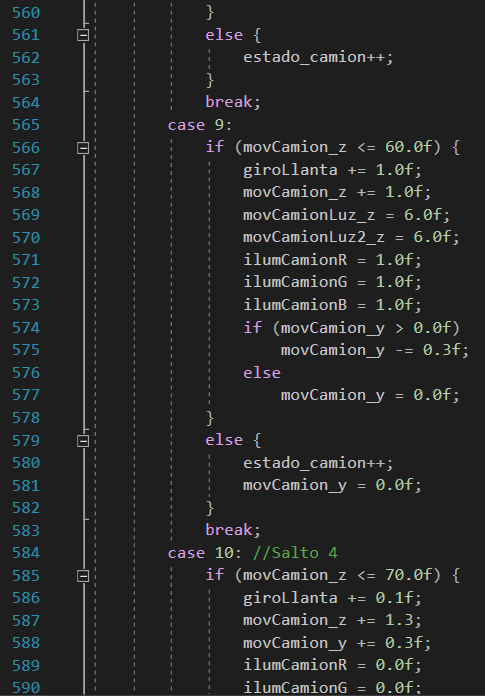 560 }
561 else {
562 estado_camion++;
563 }
564 break;
565 case 9:
566 if (movCamion_z <= 60.0f) {
567 giroLlanta += 1.0f;
568 movCamion_z += 1.0f;
569 movCamionLuz_z = 6.0f;
570 movCamionLuz2_z = 6.0f;
571 ilumCamionR = 1.0f;
572 ilumCamionG = 1.0f;
573 ilumCamionB = 1.0f;
574 if (movCamion_y > 0.0f)
575 movCamion_y -= 0.3f;
576 else
577 movCamion_y = 0.0f;
578 }
579 else {
580 estado_camion++;
581 movCamion_y = 0.0f;
582 }
583 break;
584 case 10: //Salto 4
585 if (movCamion_z <= 70.0f) {
586 giroLlanta += 0.1f;
587 movCamion_z += 1.3;
588 movCamion_y += 0.3f;
589 ilumCamionR = 0.0f;
590 ilumCamionG = 0.0f;